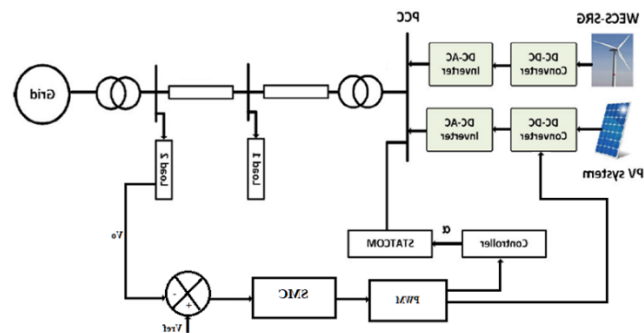 PCC
WECS-SRG
DC-AC
Inverter
DC-DC
Converter
Grid
DC-AC
Inverter
DC-DC
Converter
Load 2
Load 1
PV system
V₀
α
STATCOM
Controller
-
+
SMC
PWM
Vref